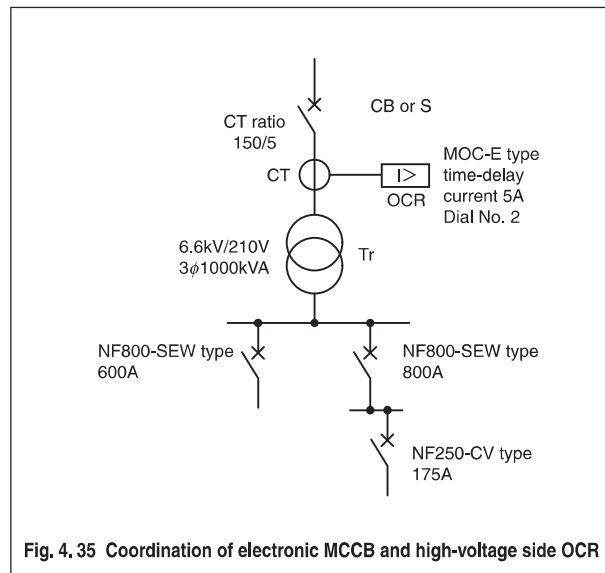 CB or S
CT ratio
150/5
CT
OCR
I>
MOC-E type
time-delay
current 5A
Dial No. 2
6.6kV/210V
3ϕ1000kVA
Tr
NF800-SEW type
600A
NF800-SEW type
800A
NF250-CV type
175A
Fig. 4. 35 Coordination of electronic MCCB and high-voltage side OCR